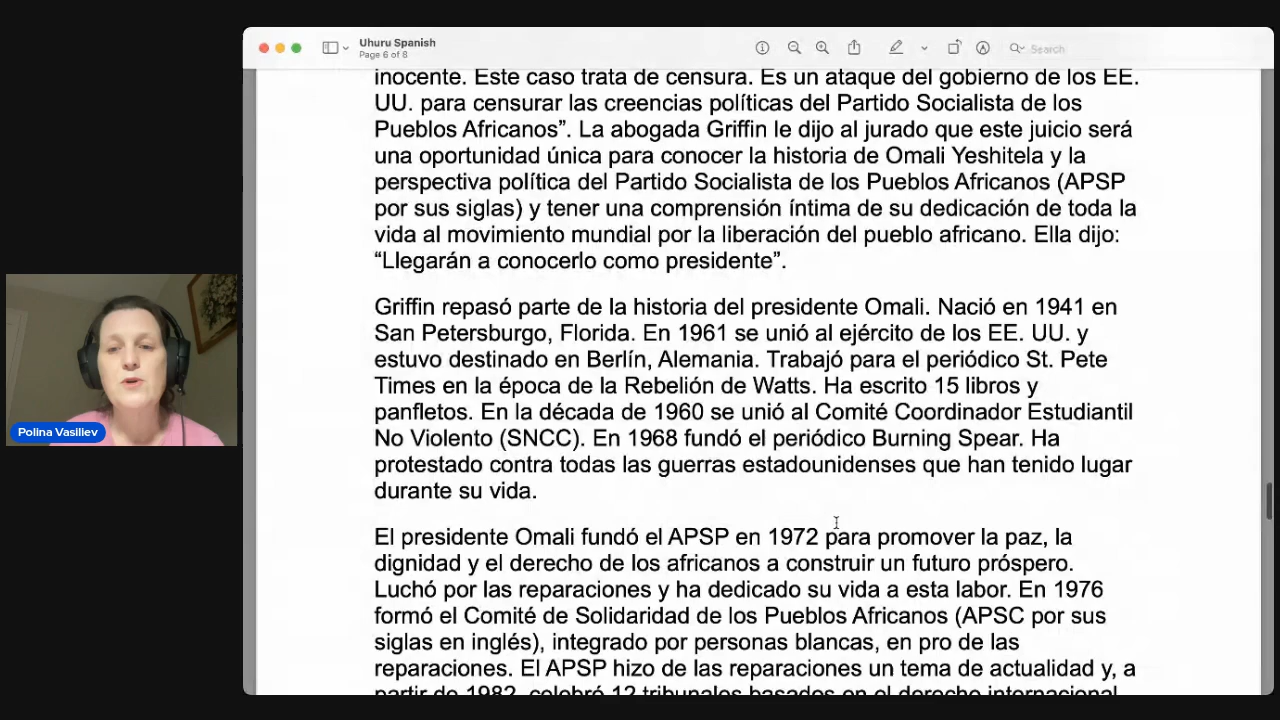 Uhuru Spanish
Page 6 of 8
Search
inocente. Este caso trata de censura. Es un ataque del gobierno de los EE.
UU. para censurar las creencias políticas del Partido Socialista de los
Pueblos Africanos”. La abogada Griffin le dijo al jurado que este juicio será
una oportunidad única para conocer la historia de Omali Yeshitela y la
perspectiva política del Partido Socialista de los Pueblos Africanos (APSP
por sus siglas) y tener una comprensión íntima de su dedicación de toda la
vida al movimiento mundial por la liberación del pueblo africano. Ella dijo:
“Llegarán a conocerlo como presidente”.
Griffin repasó parte de la historia del presidente Omali. Nació en 1941 en
San Petersburgo, Florida. En 1961 se unió al ejército de los EE. UU. y
estuvo destinado en Berlín, Alemania. Trabajó para el periódico St. Pete
Times en la época de la Rebelión de Watts. Ha escrito 15 libros y
panfletos. En la década de 1960 se unió al Comité Coordinador Estudiantil
No Violento (SNCC). En 1968 fundó el periódico Burning Spear. Ha
protestado contra todas las guerras estadounidenses que han tenido lugar
durante su vida.
El presidente Omali fundó el APSP en 1972 para promover la paz, la
dignidad y el derecho de los africanos a construir un futuro próspero.
Luchó por las reparaciones y ha dedicado su vida a esta labor. En 1976
formó el Comité de Solidaridad de los Pueblos Africanos (APSC por sus
siglas en inglés), integrado por personas blancas, en pro de las
reparaciones. El APSP hizo de las reparaciones un tema de actualidad y, a
partir de 1982, celebró 12 tribunales basados en el derecho internacional
Polina Vasiliev